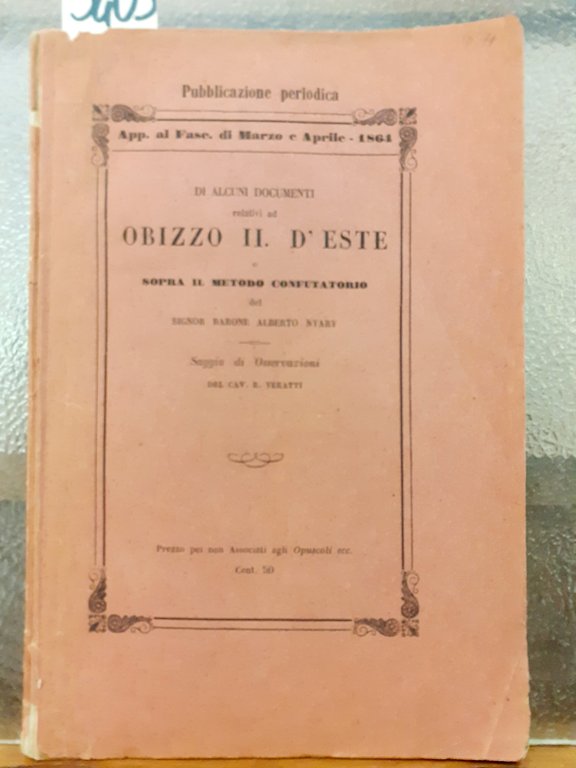 Pubblicazione periodica
App. al Fasc. di Marzo e Aprile - 1864
DI ALCUNI DOCUMENTI
relativi ad
OBIZZO II. D'ESTE
e
SOPRA IL METODO CONFUTATORIO
del
SIGNOR BARONE ALBERTO NYARY
Saggio di Osservazioni
DEL CAV. B. VERATTI
Prezzo pei non Associati agli Opuscoli ecc.
Cent. 50